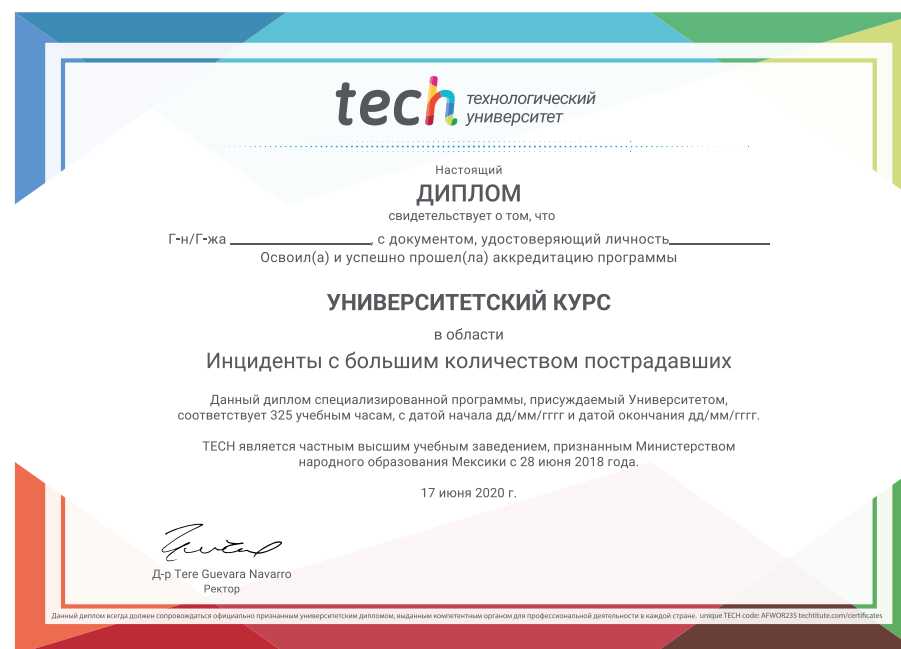 tech технологический
университет
Настоящий
ДИПЛОМ
свидетельствует о том, что
Г-н/Г-жа ____________, с документом, удостоверяющий личность____________
Освоил(а) и успешно прошел(ла) аккредитацию программы
УНИВЕРСИТЕТСКИЙ КУРС
в области
Инциденты с большим количеством пострадавших
Данный диплом специализированной программы, присуждаемый Университетом,
соответствует 325 учебным часам, с датой начала дд/мм/гггг и датой окончания дд/мм/гггг.
TECH является частным высшим учебным заведением, признанным Министерством
народного образования Мексики с 28 июня 2018 года.
17 июня 2020 г.
Д-р Tere Guevara Navarro
Ректор
Данный диплом всегда должен сопровождаться официально признанным университетским дипломом, выданным компетентным органом для профессиональной деятельности в каждой стране. unique TECH code: AFWOR23S techtitute.com/certificates